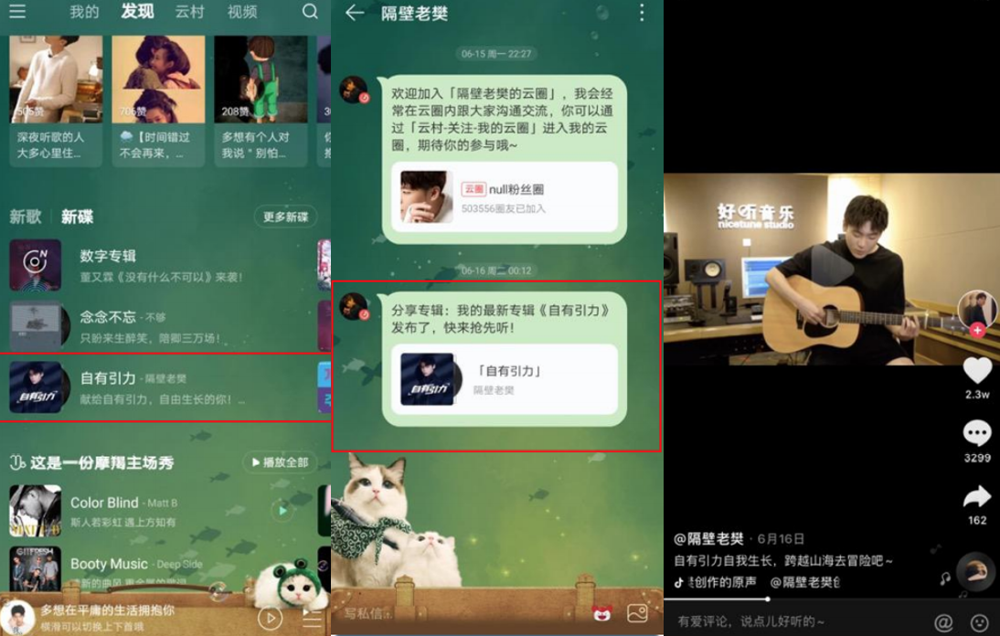 我的 发现 云村 视频
505赞
706赞
208赞
深夜听歌的人
大多心里住...
🌧【时间错过
不会再来，...
多想有个人对
我说＂别怕...
新歌 新碟
更多新碟
数字专辑
董又霖《没有什么不可以》来袭！
念念不忘 - 不够
只盼来生醉笑，陪卿三万场！
自有引力
自有引力 - 隔壁老樊
献给自有引力，自由生长的你！...
这是一份摩羯主场秀
播放全部
Color Blind - Matt B
斯人若彩虹 遇上方知有
Booty Music - Deep Side
多想在平庸的生活拥抱你
横滑可以切换上下首哦
隔壁老樊
06-15 周一 22:27
欢迎加入「隔壁老樊的云圈」，我会经
常在云圈内跟大家沟通交流，你可以通
过「云村-关注-我的云圈」进入我的云
圈，期待你的参与哦~
云圈 null粉丝圈
503556圈友已加入
06-16 周二 00:12
分享专辑：我的最新专辑《自有引力》
发布了，快来抢先听！
自有引力
「自有引力」
隔壁老樊
写私信...
好听音乐
nicetune studio
2.3w
3299
162
@隔壁老樊 · 6月16日
自有引力自我生长，跨越山海去冒险吧~
创作的原声 @隔壁老樊创
有爱评论，说点儿好听的~